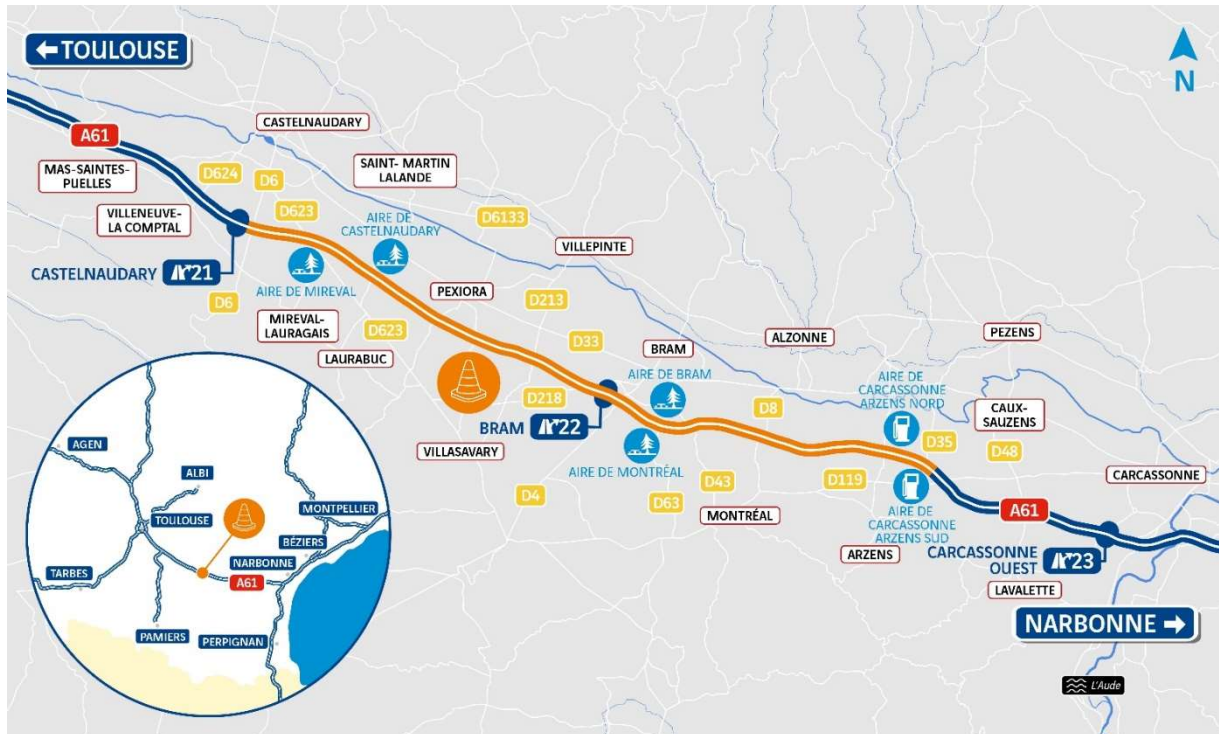 ←TOULOUSE
N
CASTELNAUDARY
A61
SAINT- MARTIN
LALANDE
MAS-SAINTES-
PUELLES
D624
D6
VILLENEUVE-
LA COMPTAL
D623
AIRE DE
CASTELNAUDARY
D6133
VILLEPINTE
CASTELNAUDARY
21
AIRE DE MIREVAL
PEXIORA
D213
D6
MIREVAL-
LAURAGAIS
D623
LAURABUC
D33
BRAM
ALZONNE
PEZENS
AIRE DE BRAM
AIRE DE
CARCASSONNE
ARZENS NORD
D218
BRAM
22
D8
CAUX-
SAUZENS
D35
D48
VILLASAVARY
AIRE DE MONTRÉAL
D4
D63
D43
D119
CARCASSONNE
MONTRÉAL
AIRE DE
CARCASSONNE
ARZENS SUD
A61
ARZENS
CARCASSONNE
OUEST
23
LAVALETTE
NARBONNE→
L'Aude
AGEN
ALBI
TOULOUSE
MONTPELLIER
BÉZIERS
NARBONNE
A61
TARBES
PAMIERS
PERPIGNAN